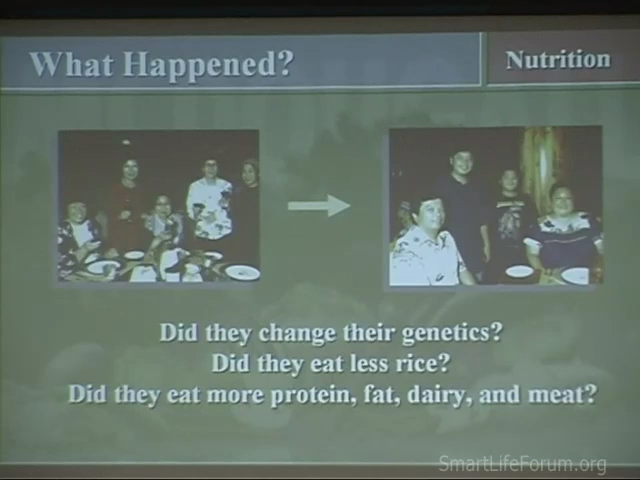 What Happened?
Nutrition
Did they change their genetics?
Did they eat less rice?
Did they eat more protein, fat, dairy, and meat?
SmartLifeForum.org